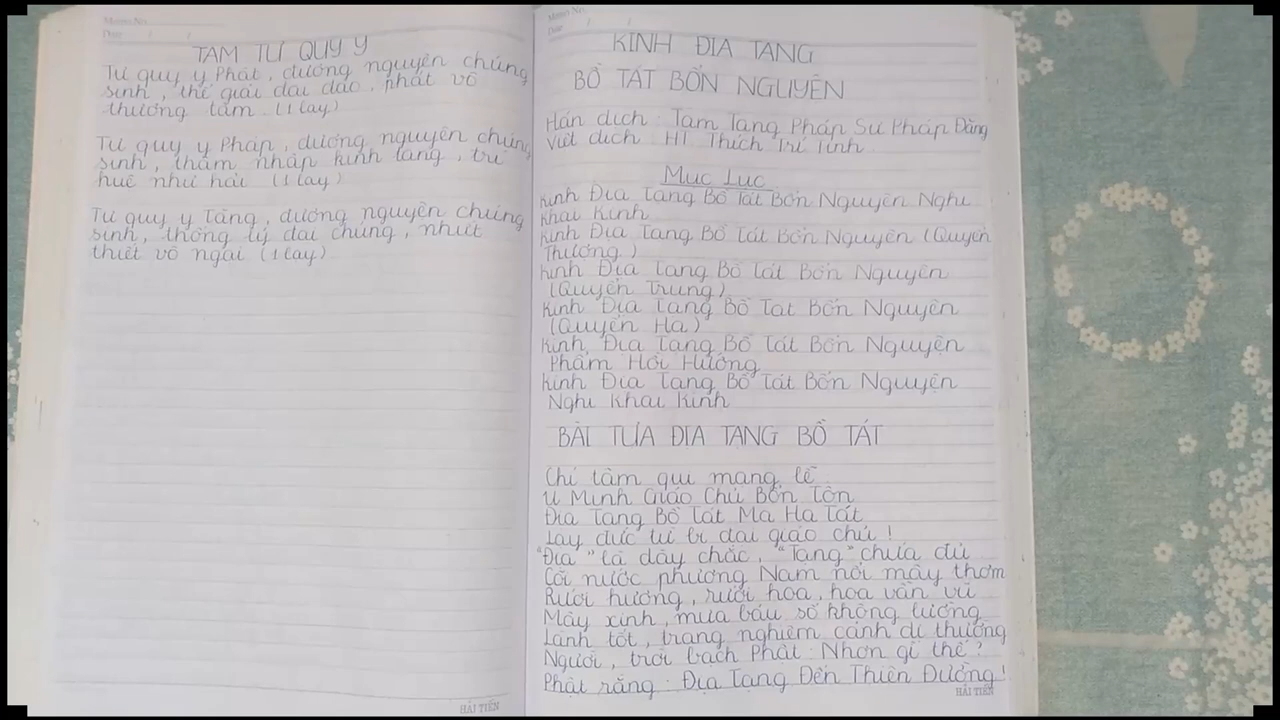 Memo No.
Date / /
TAM TỰ QUY Y
Tự quy y Phật, đương nguyện chúng
sinh, thể giải đại đạo, phát vô
thượng tâm (1 lạy)
Tự quy y Pháp, đương nguyện chúng
sinh, thâm nhập kinh tạng, trí
huệ như hải (1 lạy)
Tự quy y Tăng, đương nguyện chúng
sinh, thống lý đại chúng, nhứt
thiết vô ngại (1 lạy)
HẢI TIẾN
Memo No.
Date / /
KINH ĐỊA TẠNG
BỒ TÁT BỔN NGUYỆN
Hán dịch: Tam Tạng Pháp Sư Pháp Đăng
Việt dịch: HT Thích Trí Tịnh
Mục Lục
Kinh Địa Tạng Bồ Tát Bổn Nguyện Nghi
Khai Kinh
Kinh Địa Tạng Bồ Tát Bổn Nguyện (Quyển
Thượng)
Kinh Địa Tạng Bồ Tát Bổn Nguyện
(Quyển Trung)
Kinh Địa Tạng Bồ Tát Bổn Nguyện
(Quyển Hạ)
Kinh Địa Tạng Bồ Tát Bổn Nguyện
Phẩm Hồi Hướng
Kinh Địa Tạng Bồ Tát Bổn Nguyện
Nghi Khai Kinh
BÀI TỰA ĐỊA TẠNG BỒ TÁT
Chí tâm qui mạng lễ
U Minh Giáo Chủ Bổn Tôn
Địa Tạng Bồ Tát Ma Ha Tát
Lạy đức từ bi đại giáo chủ!
"Địa" là dày chắc, "Tạng" chứa đủ
Cõi nước phương Nam nổi mây thơm
Rưới hương, rưới hoa, hoa vần vũ
Mây xinh, mưa báu số không lường
Lành tốt, trang nghiêm cảnh dị thường
Người, trời bạch Phật: Nhơn gì thế?
Phật rằng: Địa Tạng Đến Thiên Đường!
HẢI TIẾN